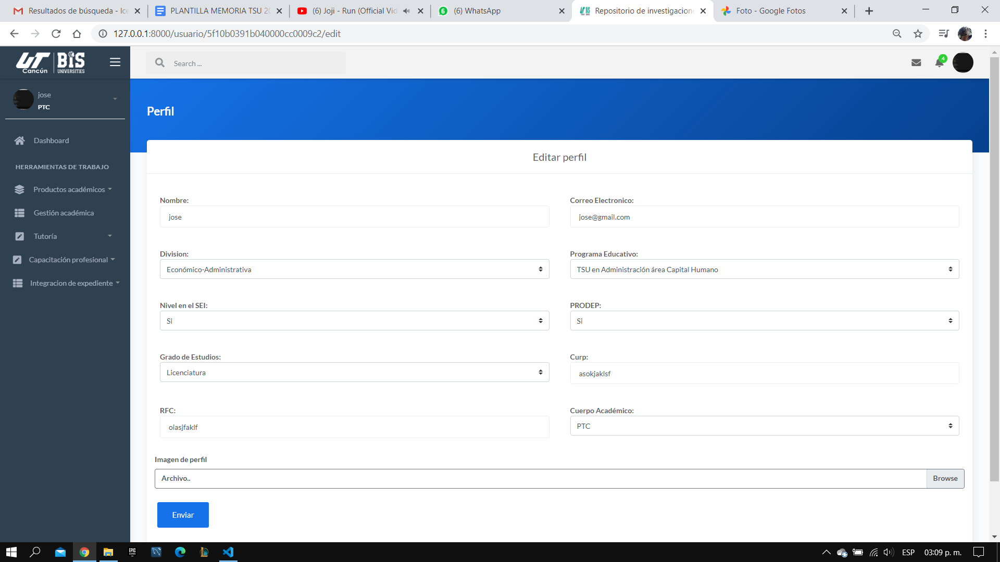 Resultados de búsqueda - Ice
PLANTILLA MEMORIA TSU 20
(6) Joji - Run (Official Vid
(6) WhatsApp
Repositorio de investigacione
Foto - Google Fotos
127.0.0.1:8000/usuario/5f10b0391b040000cc0009c2/edit
UT Cancún
BIS UNIVERSITIES
Search ...
4
jose
PTC
Perfil
Dashboard
HERRAMIENTAS DE TRABAJO
Productos académicos
Gestión académica
Tutoría
Capacitación profesional
Integracion de expediente
Editar perfil
Nombre:
jose
Correo Electronico:
jose@gmail.com
Division:
Económico-Administrativa
Programa Educativo:
TSU en Administración área Capital Humano
Nivel en el SEI:
Si
PRODEP:
Si
Grado de Estudios:
Licenciatura
Curp:
asokjaklsf
RFC:
oiasjfaklf
Cuerpo Académico:
PTC
Imagen de perfil
Archivo..
Browse
Enviar
EPIC GAMES
ESP
03:09 p. m.